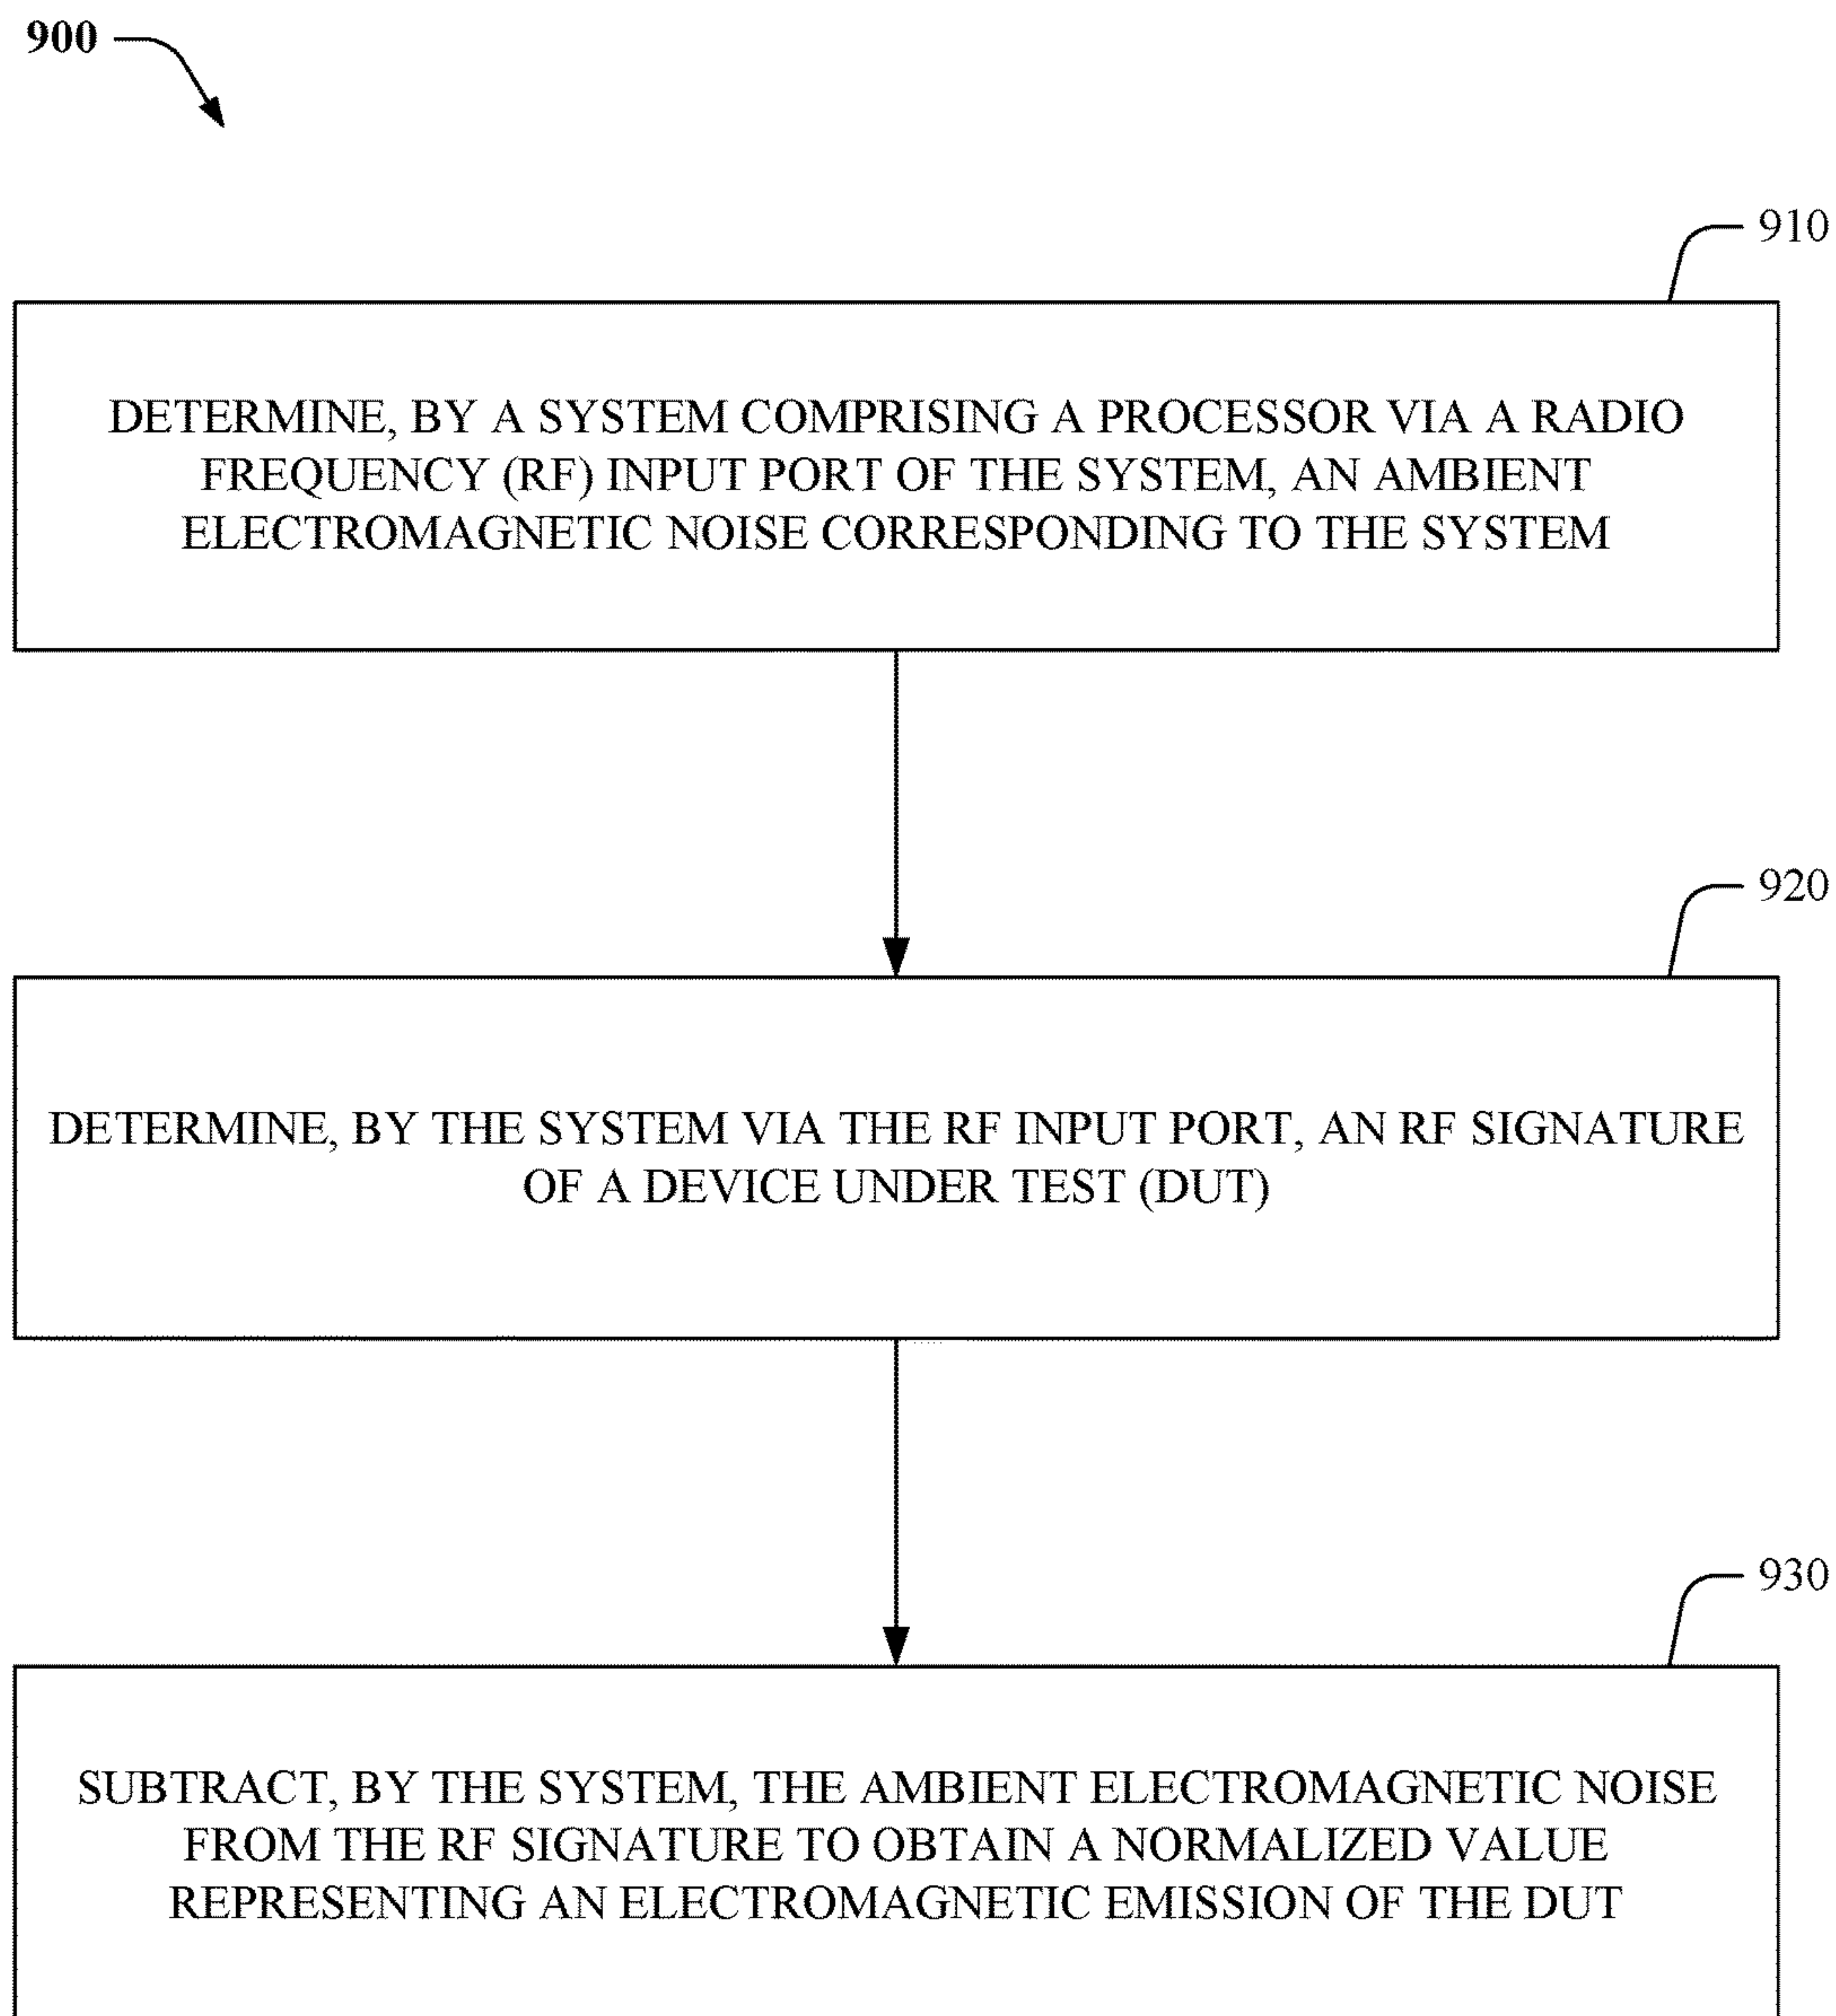 900
910
DETERMINE, BY A SYSTEM COMPRISING A PROCESSOR VIA A RADIO
FREQUENCY (RF) INPUT PORT OF THE SYSTEM, AN AMBIENT
ELECTROMAGNETIC NOISE CORRESPONDING TO THE SYSTEM
920
DETERMINE, BY THE SYSTEM VIA THE RF INPUT PORT, AN RF SIGNATURE
OF A DEVICE UNDER TEST (DUT)
930
SUBTRACT, BY THE SYSTEM, THE AMBIENT ELECTROMAGNETIC NOISE
FROM THE RF SIGNATURE TO OBTAIN A NORMALIZED VALUE
REPRESENTING AN ELECTROMAGNETIC EMISSION OF THE DUT